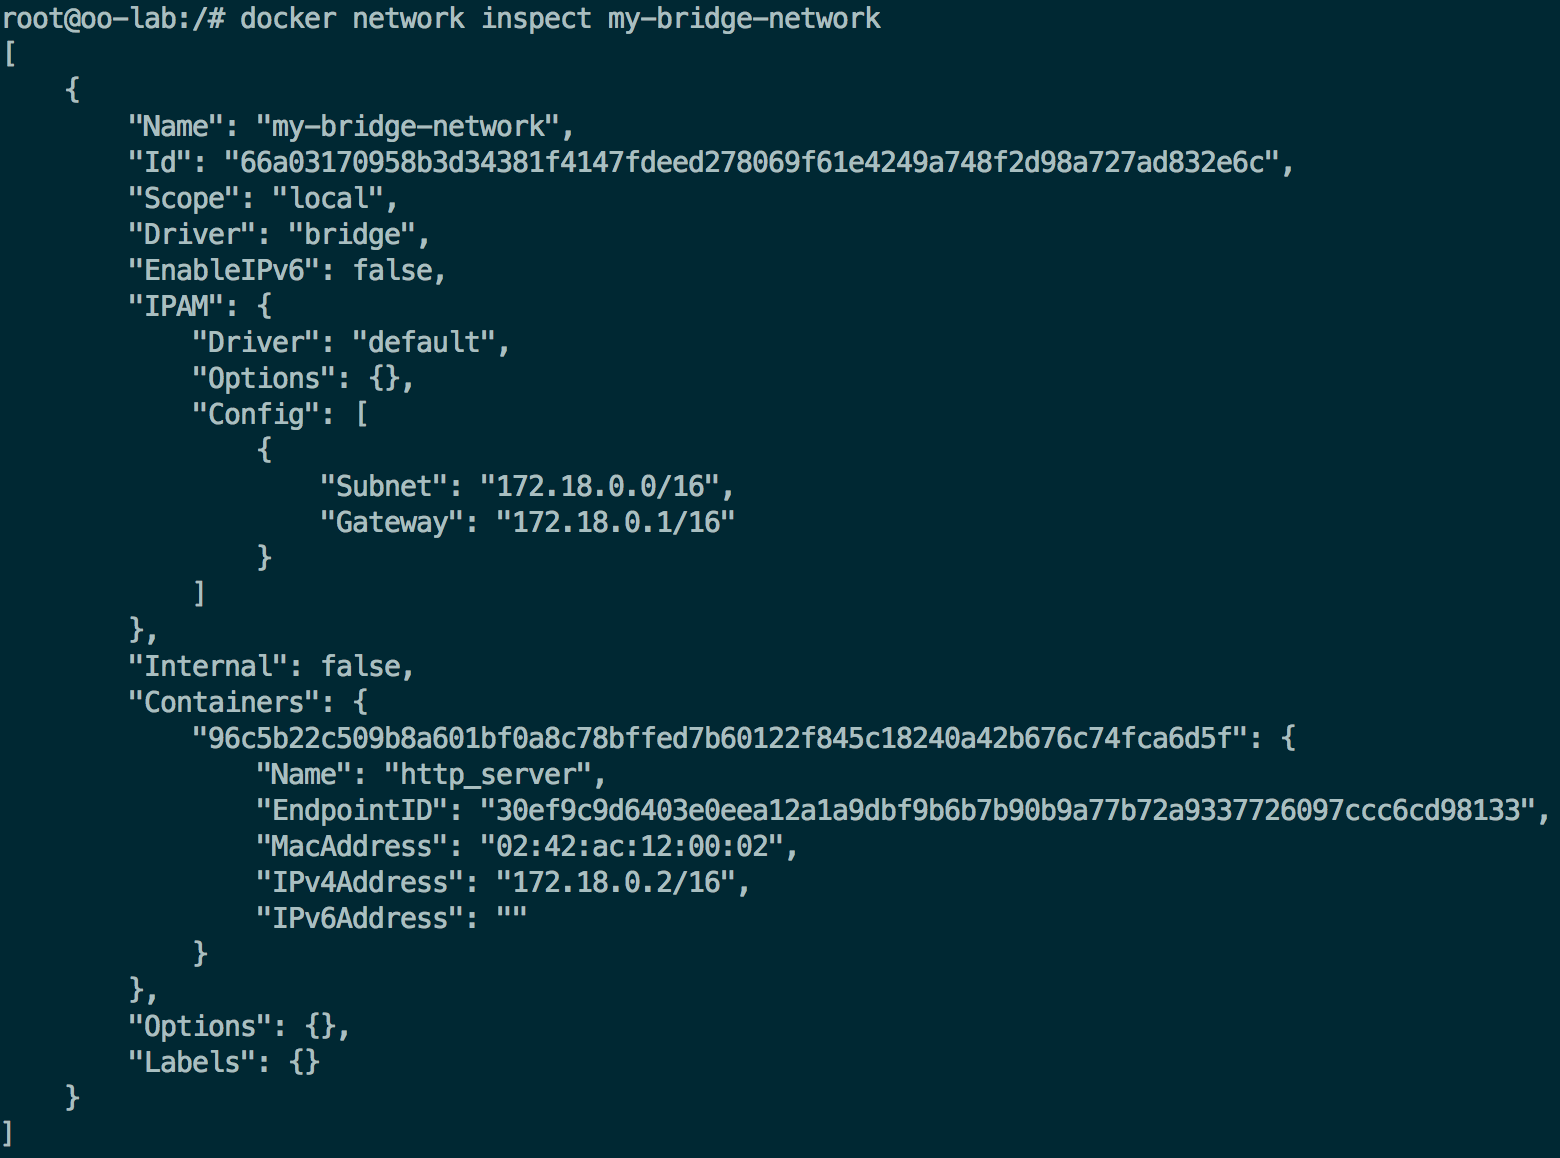 root@oo-lab:/# docker network inspect my-bridge-network
[
    {
        "Name": "my-bridge-network",
        "Id": "66a03170958b3d34381f4147fdeed278069f61e4249a748f2d98a727ad832e6c",
        "Scope": "local",
        "Driver": "bridge",
        "EnableIPv6": false,
        "IPAM": {
            "Driver": "default",
            "Options": {},
            "Config": [
                {
                    "Subnet": "172.18.0.0/16",
                    "Gateway": "172.18.0.1/16"
                }
            ]
        },
        "Internal": false,
        "Containers": {
            "96c5b22c509b8a601bf0a8c78bffed7b60122f845c18240a42b676c74fca6d5f": {
                "Name": "http_server",
                "EndpointID": "30ef9c9d6403e0eea12a1a9dbf9b6b7b90b9a77b72a9337726097ccc6cd98133",
                "MacAddress": "02:42:ac:12:00:02",
                "IPv4Address": "172.18.0.2/16",
                "IPv6Address": ""
            }
        },
        "Options": {},
        "Labels": {}
    }
]